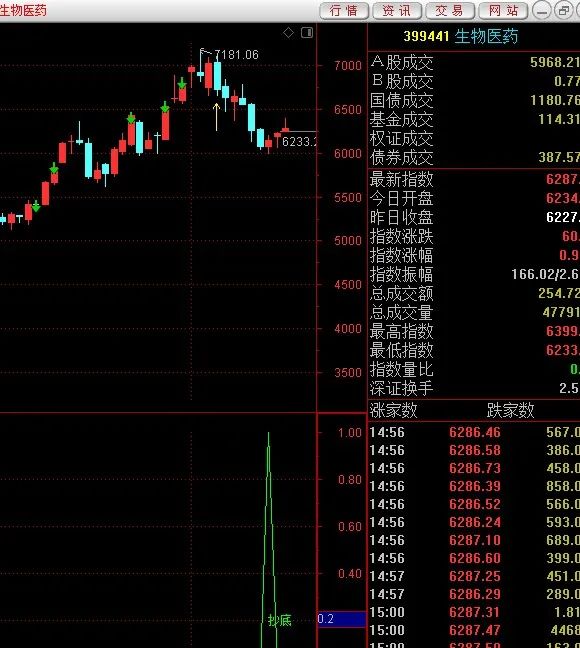 生物医药
行情 资讯 交易 网站
7181.06
6233.2
7000
6500
6000
5500
5000
4500
4000
3500
1.00
0.80
0.60
0.40
0.2
抄底
399441 生物医药
A股成交 5968.21
B股成交 0.77
国债成交 1180.76
基金成交 114.31
权证成交
债券成交 387.57
最新指数 6287.
今日开盘 6234.
昨日收盘 6227.
指数涨跌 60.
指数涨幅 0.9
指数振幅 166.02/2.6
总成交额 254.72
总成交量 47791
最高指数 6399.
最低指数 6233.
指数量比 0.
深证换手 2.5
涨家数 跌家数
14:56 6286.46 567.0
14:56 6286.58 386.0
14:56 6286.73 458.0
14:56 6286.39 858.0
14:56 6286.52 566.0
14:56 6286.24 593.0
14:56 6287.10 689.0
14:56 6286.60 399.0
14:57 6287.25 451.0
14:57 6286.29 289.0
15:00 6287.31 1.81
15:00 6287.47 4468
15:00 6287.50 163.0